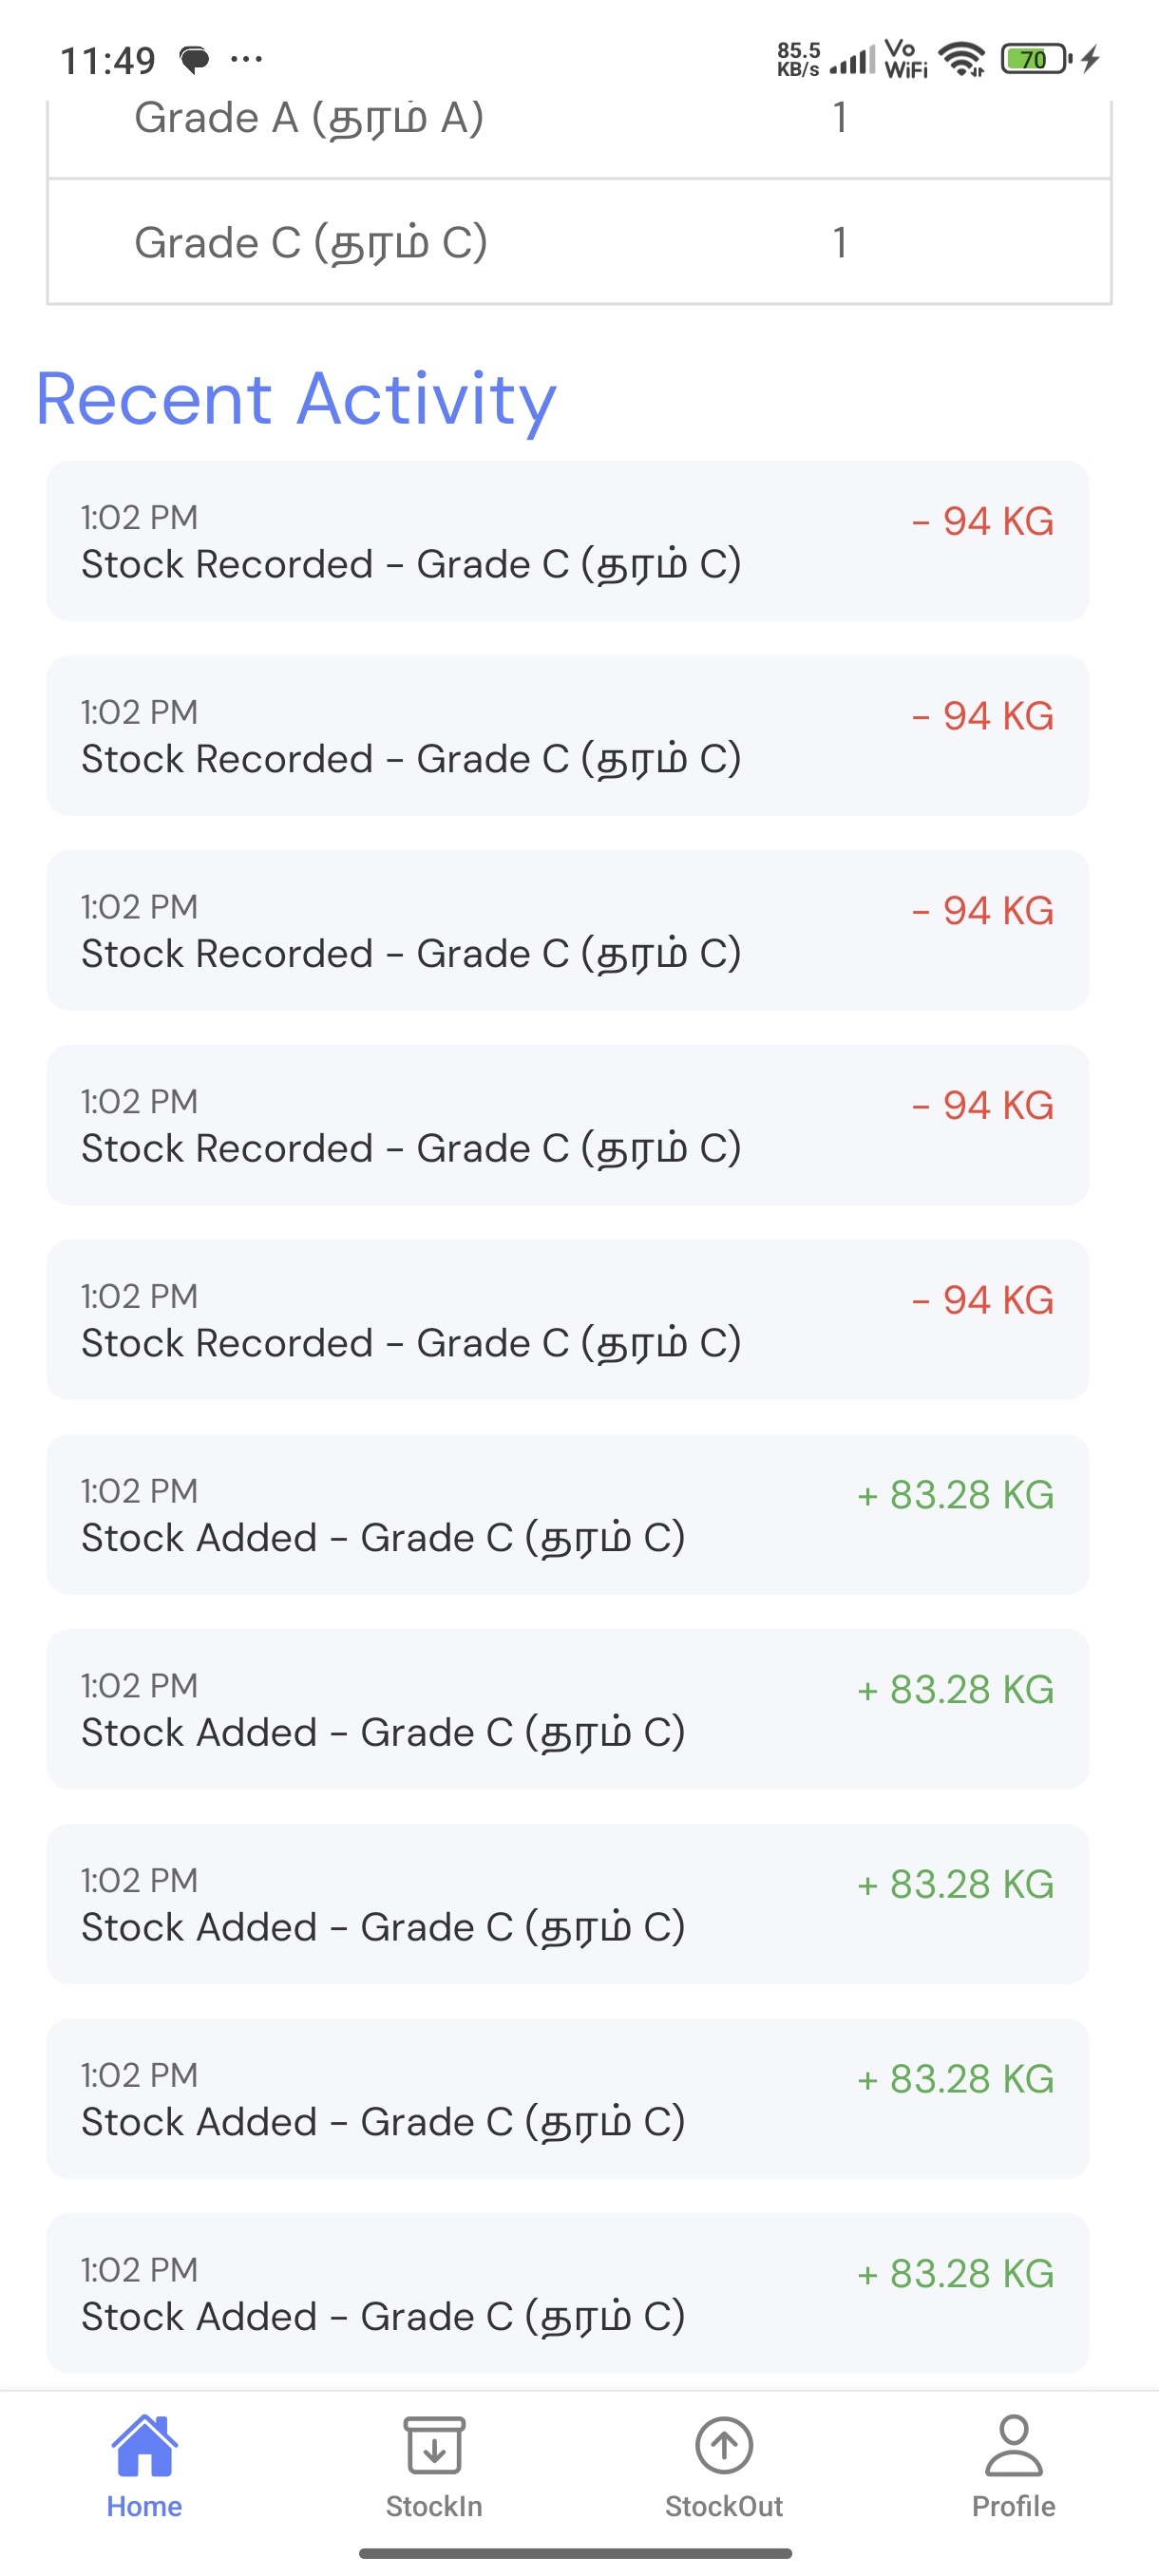 11:49 ...
85.5 KB/s Vo WiFi 70
Grade A (தரம் A) 1
Grade C (தரம் C) 1
Recent Activity
1:02 PM - 94 KG
Stock Recorded - Grade C (தரம் C)
1:02 PM - 94 KG
Stock Recorded - Grade C (தரம் C)
1:02 PM - 94 KG
Stock Recorded - Grade C (தரம் C)
1:02 PM - 94 KG
Stock Recorded - Grade C (தரம் C)
1:02 PM - 94 KG
Stock Recorded - Grade C (தரம் C)
1:02 PM + 83.28 KG
Stock Added - Grade C (தரம் C)
1:02 PM + 83.28 KG
Stock Added - Grade C (தரம் C)
1:02 PM + 83.28 KG
Stock Added - Grade C (தரம் C)
1:02 PM + 83.28 KG
Stock Added - Grade C (தரம் C)
1:02 PM + 83.28 KG
Stock Added - Grade C (தரம் C)
Home StockIn StockOut Profile